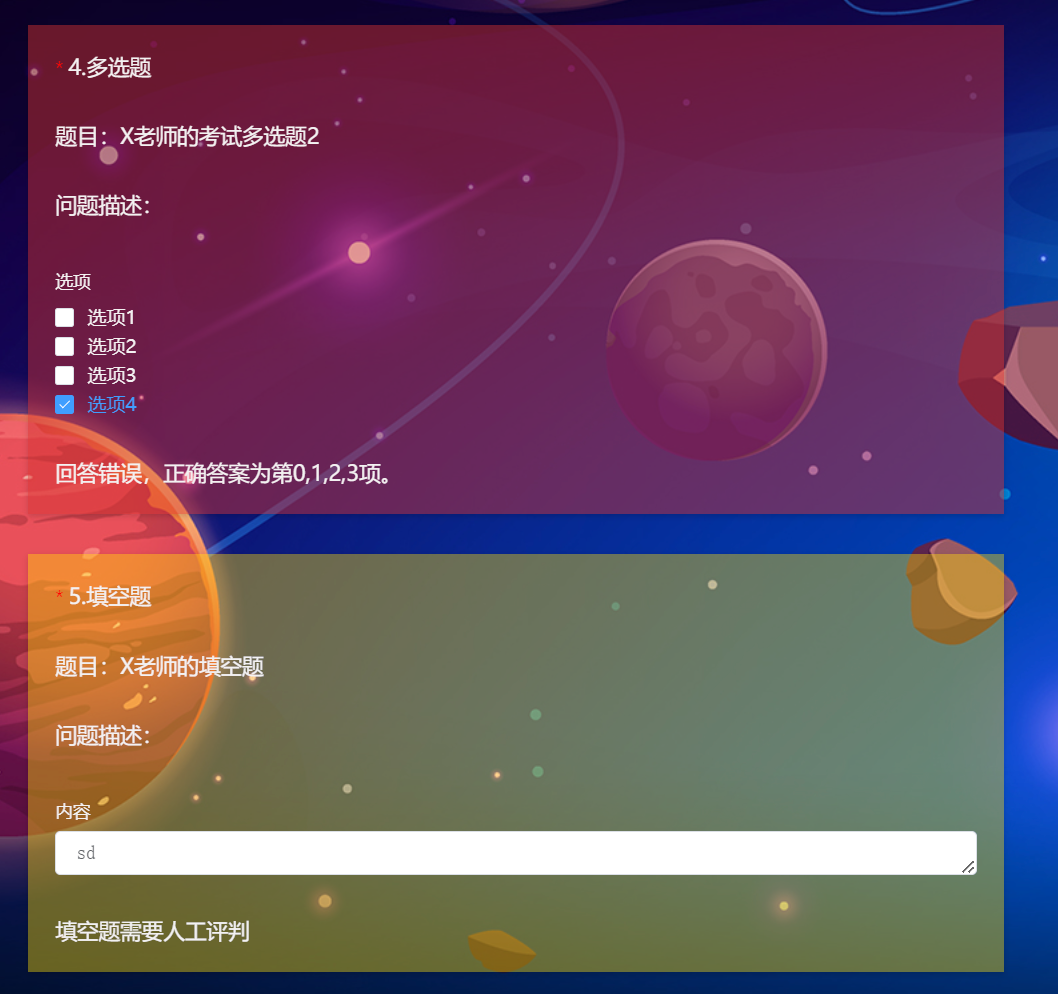 * 4.多选题
题目：X老师的考试多选题2
问题描述：
选项
选项1
选项2
选项3
选项4
回答错误，正确答案为第0,1,2,3项。
* 5.填空题
题目：X老师的填空题
问题描述：
内容
sd
填空题需要人工评判